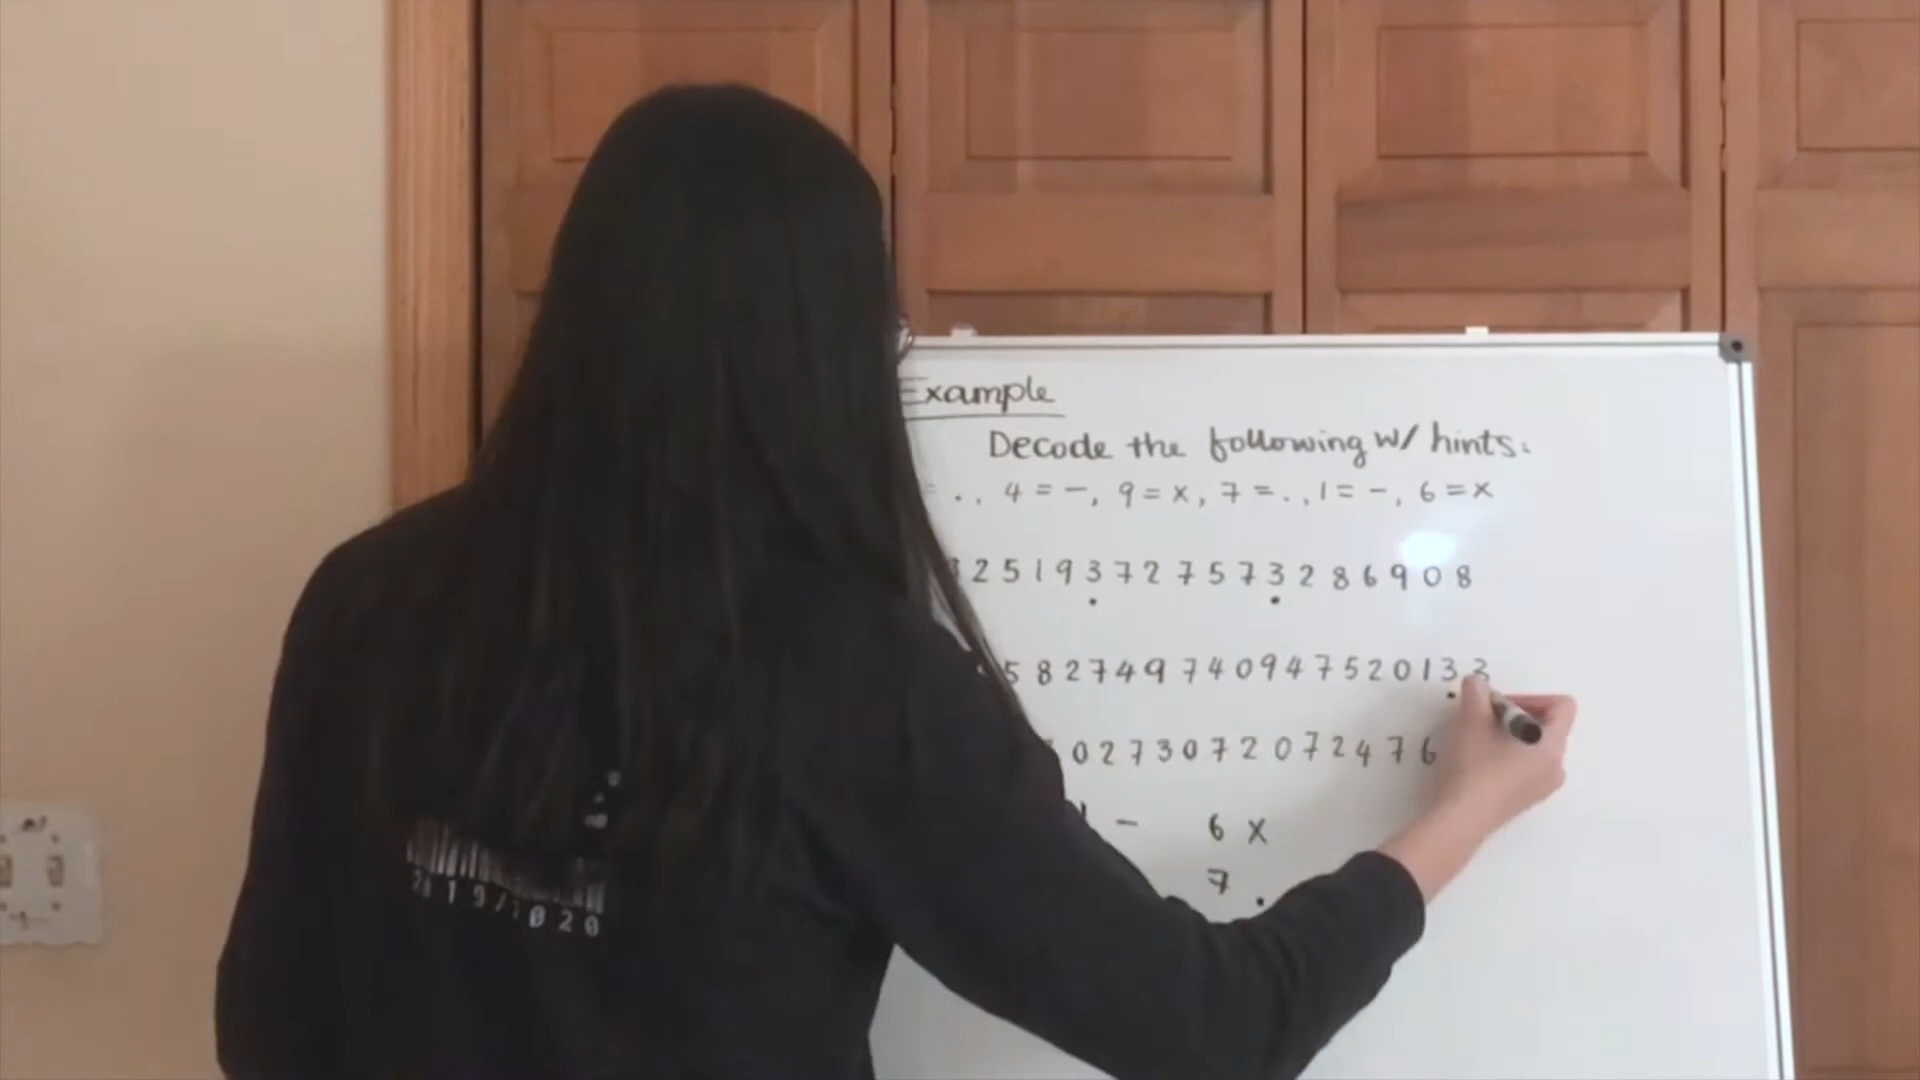 Example
Decode the following w/ hints:
= . , 4 = –, 9 = x, 7 = . , 1 = –, 6 = x
2 5 1 9 3 7 2 7 5 7 3 2 8 6 9 0 8
5 8 2 7 4 9 7 4 0 9 4 7 5 2 0 1 3 3
0 2 7 3 0 7 2 0 7 2 4 7 6
– 6 x
7 .